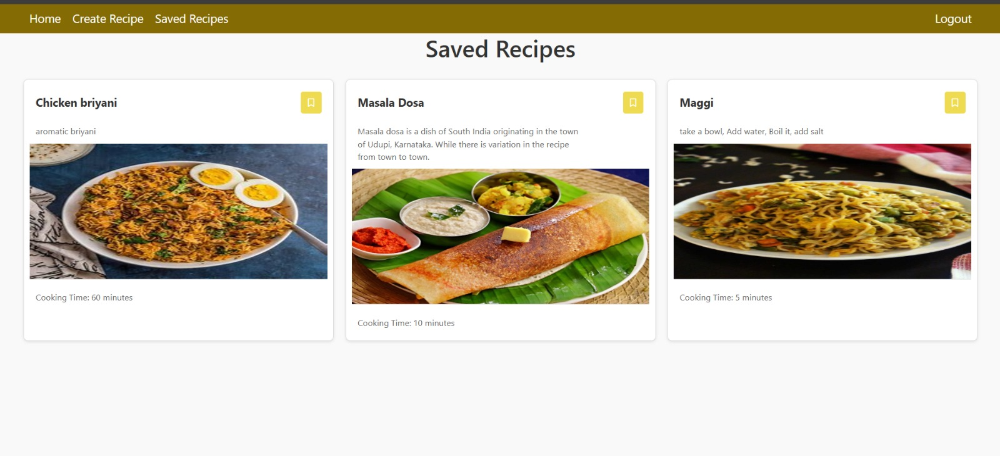 Home Create Recipe Saved Recipes Logout
Saved Recipes
Chicken briyani
aromatic briyani
Cooking Time: 60 minutes
Masala Dosa
Masala dosa is a dish of South India originating in the town
of Udupi, Karnataka. While there is variation in the recipe
from town to town.
Cooking Time: 10 minutes
Maggi
take a bowl, Add water, Boil it, add salt
Cooking Time: 5 minutes